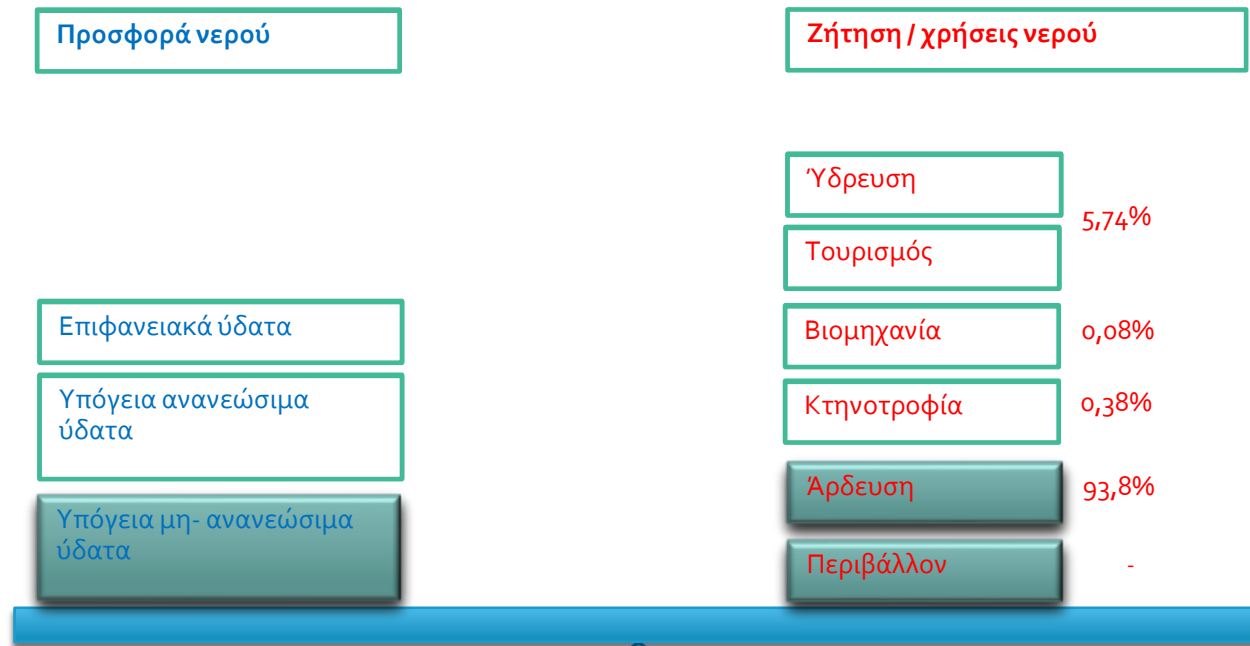 Προσφορά νερού
Ζήτηση / χρήσεις νερού
Επιφανειακά ύδατα
Υπόγεια ανανεώσιμα
ύδατα
Υπόγεια μη- ανανεώσιμα
ύδατα
Ύδρευση
5,74%
Τουρισμός
Βιομηχανία 0,08%
Κτηνοτροφία 0,38%
Άρδευση 93,8%
Περιβάλλον -